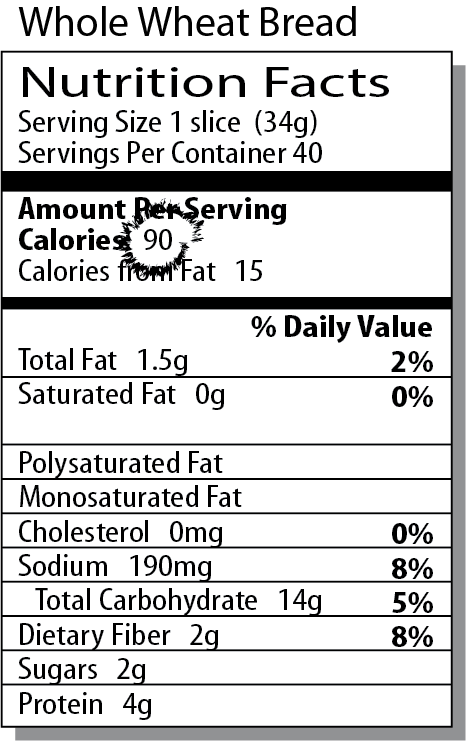 Whole Wheat Bread
Nutrition Facts
Serving Size 1 slice (34g)
Servings Per Container 40
Amount Per Serving
Calories 90
Calories from Fat 15
% Daily Value
Total Fat 1.5g 2%
Saturated Fat 0g 0%
Polysaturated Fat
Monosaturated Fat
Cholesterol 0mg 0%
Sodium 190mg 8%
Total Carbohydrate 14g 5%
Dietary Fiber 2g 8%
Sugars 2g
Protein 4g